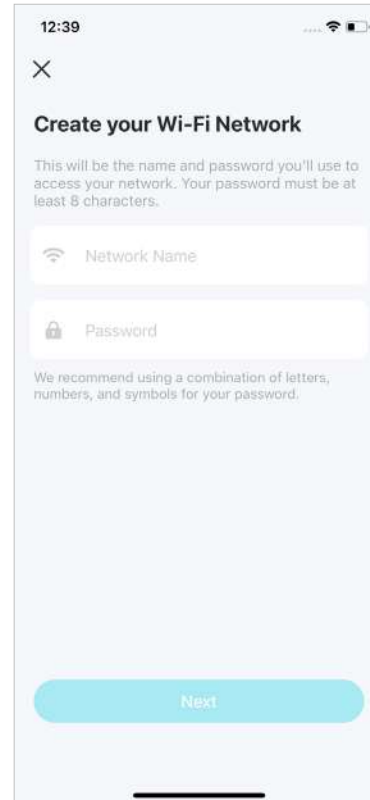 12:39
Create your Wi-Fi Network
This will be the name and password you'll use to
access your network. Your password must be at
least 8 characters.
Network Name
Password
We recommend using a combination of letters,
numbers, and symbols for your password.
Next